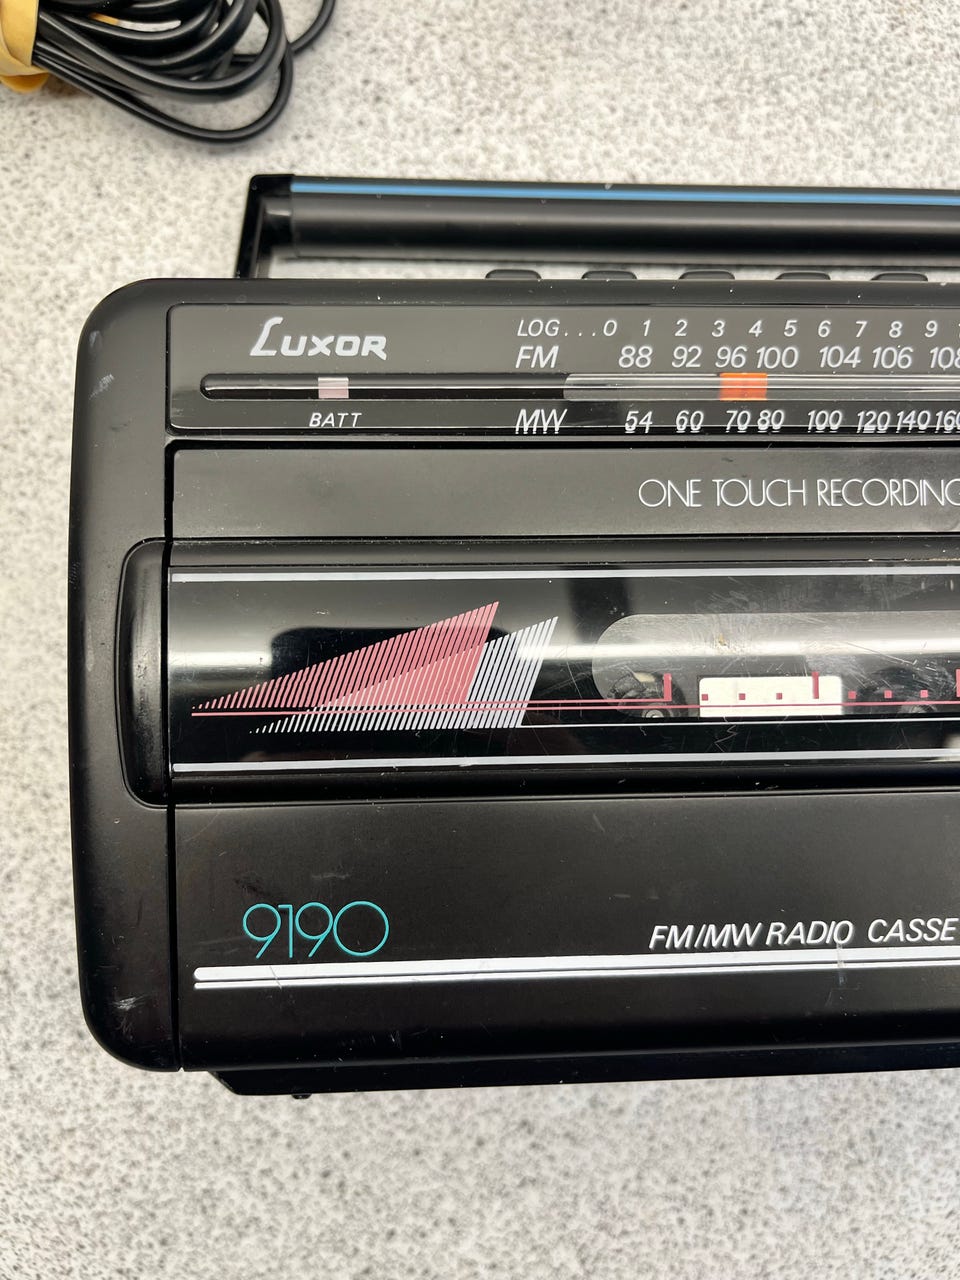 LUXOR
LOG...0 1 2 3 4 5 6 7 8 9
FM 88 92 96 100 104 106 108
BATT
MW 54 60 70 80 100 120 140 160
ONE TOUCH RECORDING
9190
FM/MW RADIO CASSE